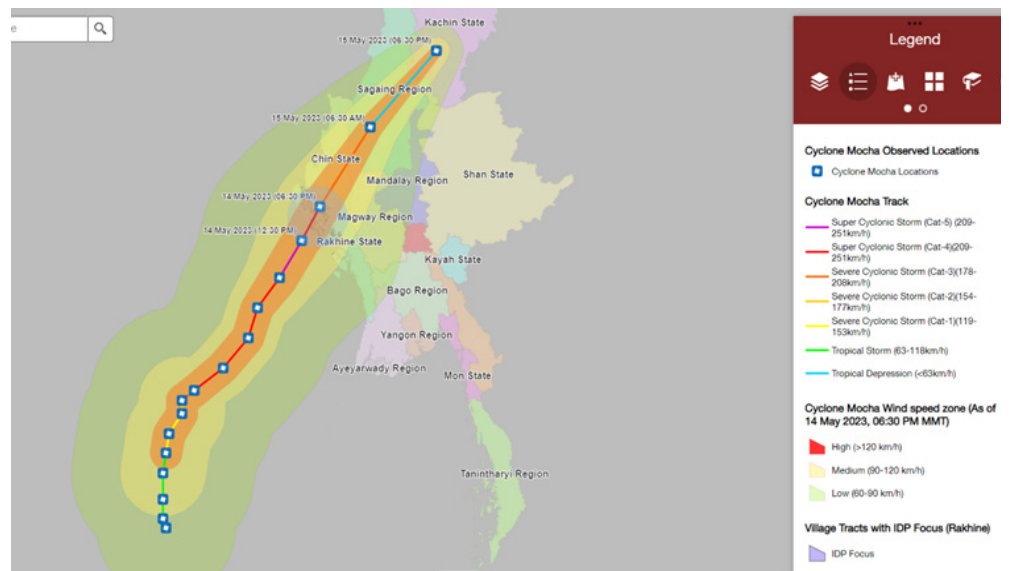 e
Kachin State
15 May 2023 (06:30 PM)
Sagaing Region
15 May 2023 (06:30 AM)
Chin State
Mandalay Region
Shan State
14 May 2023 (06:30 PM)
Magway Region
14 May 2023 (12:30 PM)
Rakhine State
Kayah State
Bago Region
Yangon Region
Ayeyarwady Region
Mon State
Tanintharyi Region
Legend
Cyclone Mocha Observed Locations
Cyclone Mocha Locations
Cyclone Mocha Track
Super Cyclonic Storm (Cat-5) (209-
251km/h)
Super Cyclonic Storm (Cat-4)(209-
251km/h)
Severe Cyclonic Storm (Cat-3)(178-
208km/h)
Severe Cyclonic Storm (Cat-2)(154-
177km/h)
Severe Cyclonic Storm (Cat-1)(119-
153km/h)
Tropical Storm (63-118km/h)
Tropical Depression (<63km/h)
Cyclone Mocha Wind speed zone (As of
14 May 2023, 06:30 PM MMT)
High (>120 km/h)
Medium (90-120 km/h)
Low (60-90 km/h)
Village Tracts with IDP Focus (Rakhine)
IDP Focus